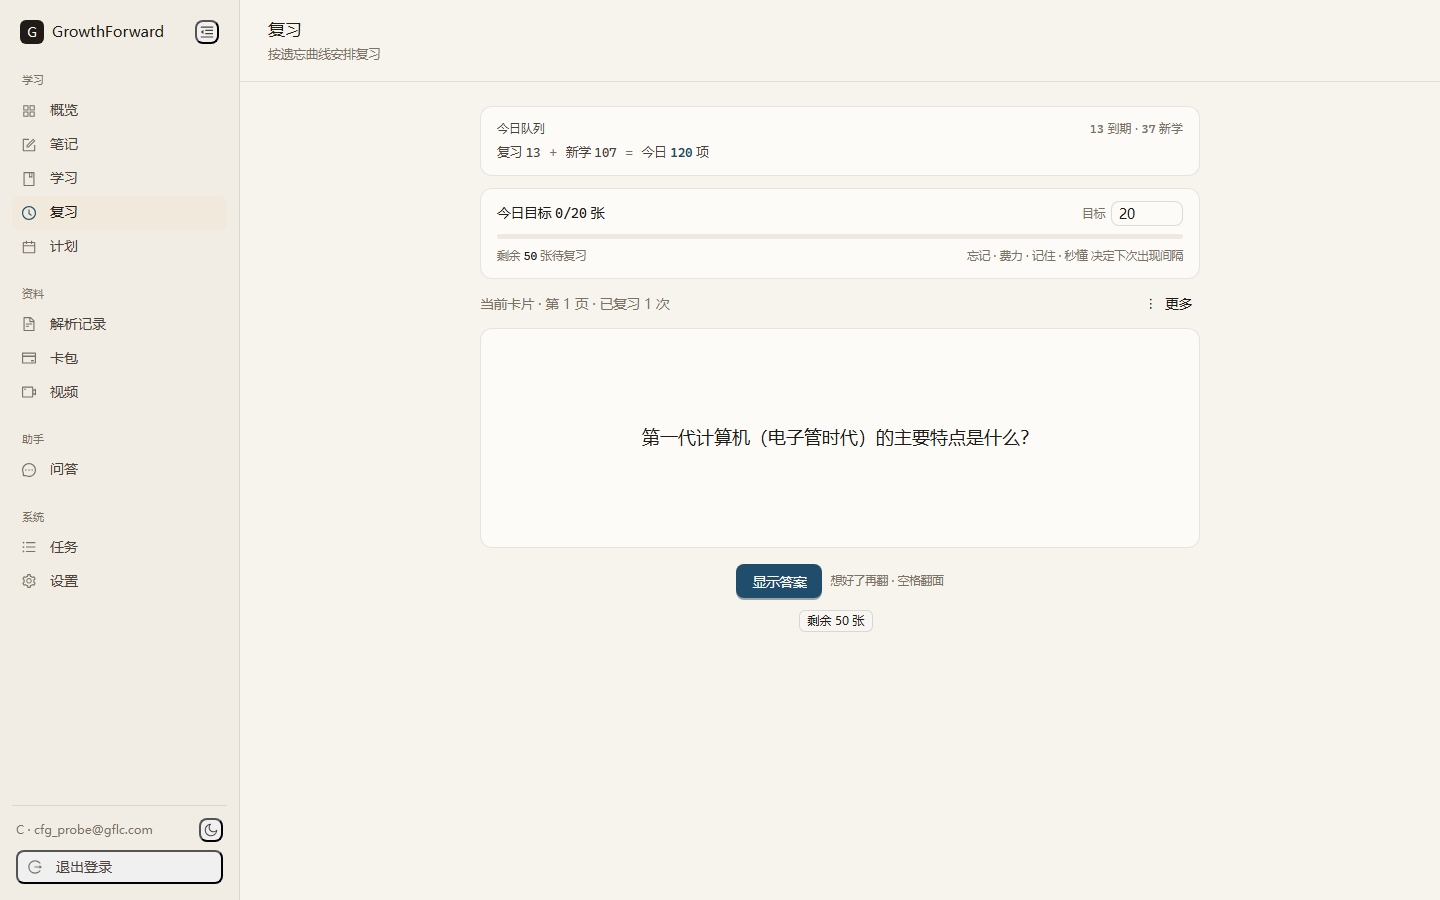 G GrowthForward
学习
概览
笔记
学习
复习
计划
资料
解析记录
卡包
视频
助手
问答
系统
任务
设置
C · cfg_probe@gflc.com
退出登录
复习
按遗忘曲线安排复习
今日队列
13 到期 · 37 新学
复习 13 + 新学 107 = 今日 120 项
今日目标 0/20 张
目标 20
剩余 50 张待复习
忘记 · 费力 · 记住 · 秒懂 决定下次出现间隔
当前卡片 · 第 1 页 · 已复习 1 次
⋮ 更多
第一代计算机（电子管时代）的主要特点是什么？
显示答案
想好了再翻 · 空格翻面
剩余 50 张